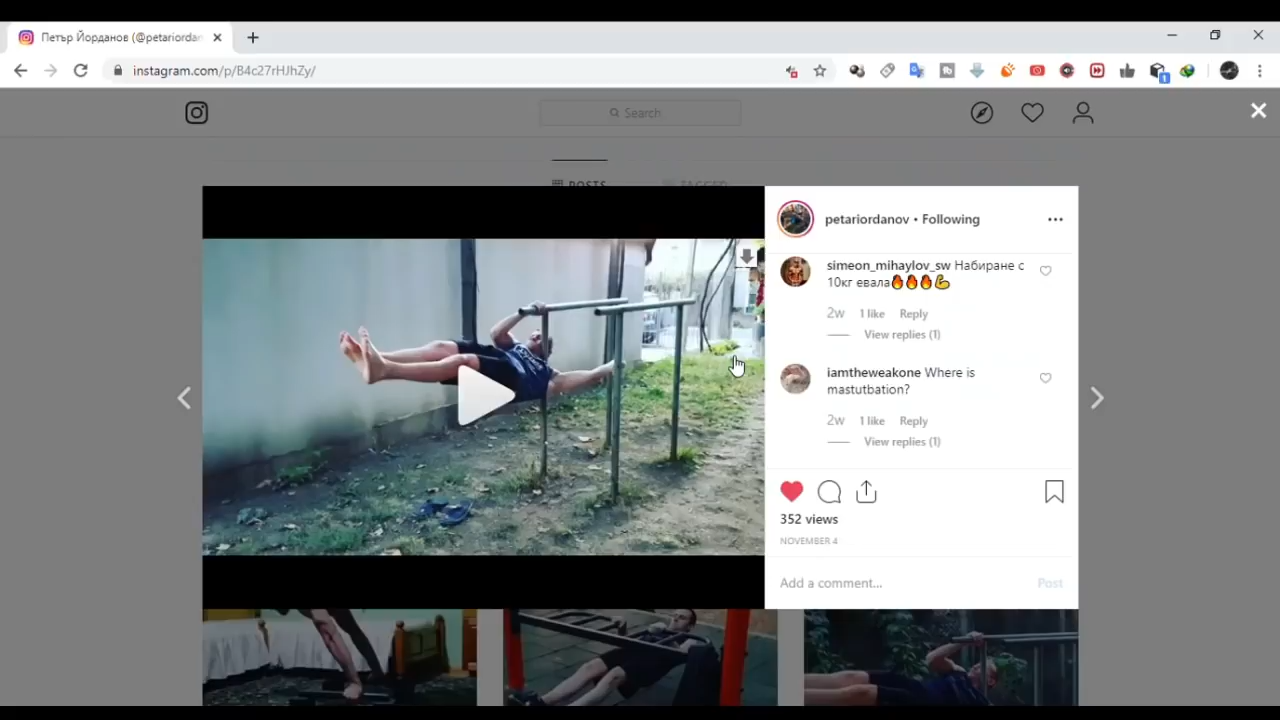 Петър Йорданов (@petariordan
instagram.com/p/B4c27rHJhZy/
1
Search
POSTS
TAGGED
petariordanov • Following
simeon_mihaylov_sw Набиране с
10кг евала🔥🔥🔥💪
2w 1 like Reply
View replies (1)
iamtheweakone Where is
mastutbation?
2w 1 like Reply
View replies (1)
352 views
NOVEMBER 4
Add a comment...
Post